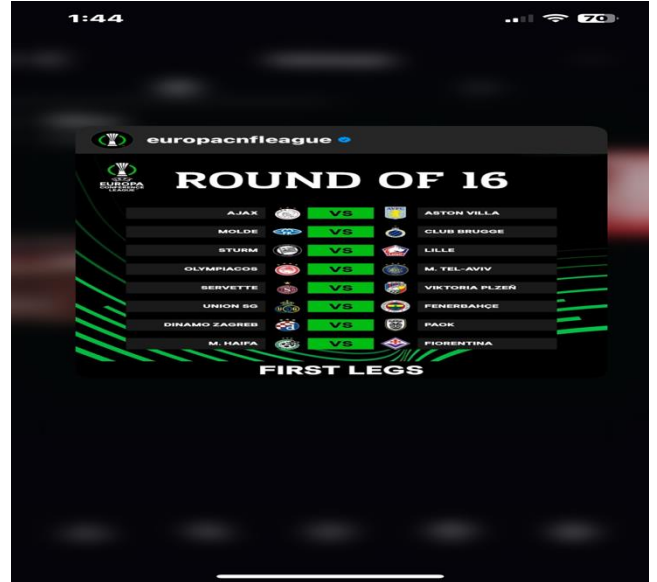 1:44 70
europacnfleague
EUROPA
CONFERENCE
LEAGUE
ROUND OF 16
AJAX VS ASTON VILLA
MOLDE VS CLUB BRUGGE
STURM VS LILLE
OLYMPIACOS VS M. TEL-AVIV
SERVETTE VS VIKTORIA PLZEŇ
UNION SG VS FENERBAHÇE
DINAMO ZAGREB VS PAOK
M. HAIFA VS FIORENTINA
FIRST LEGS